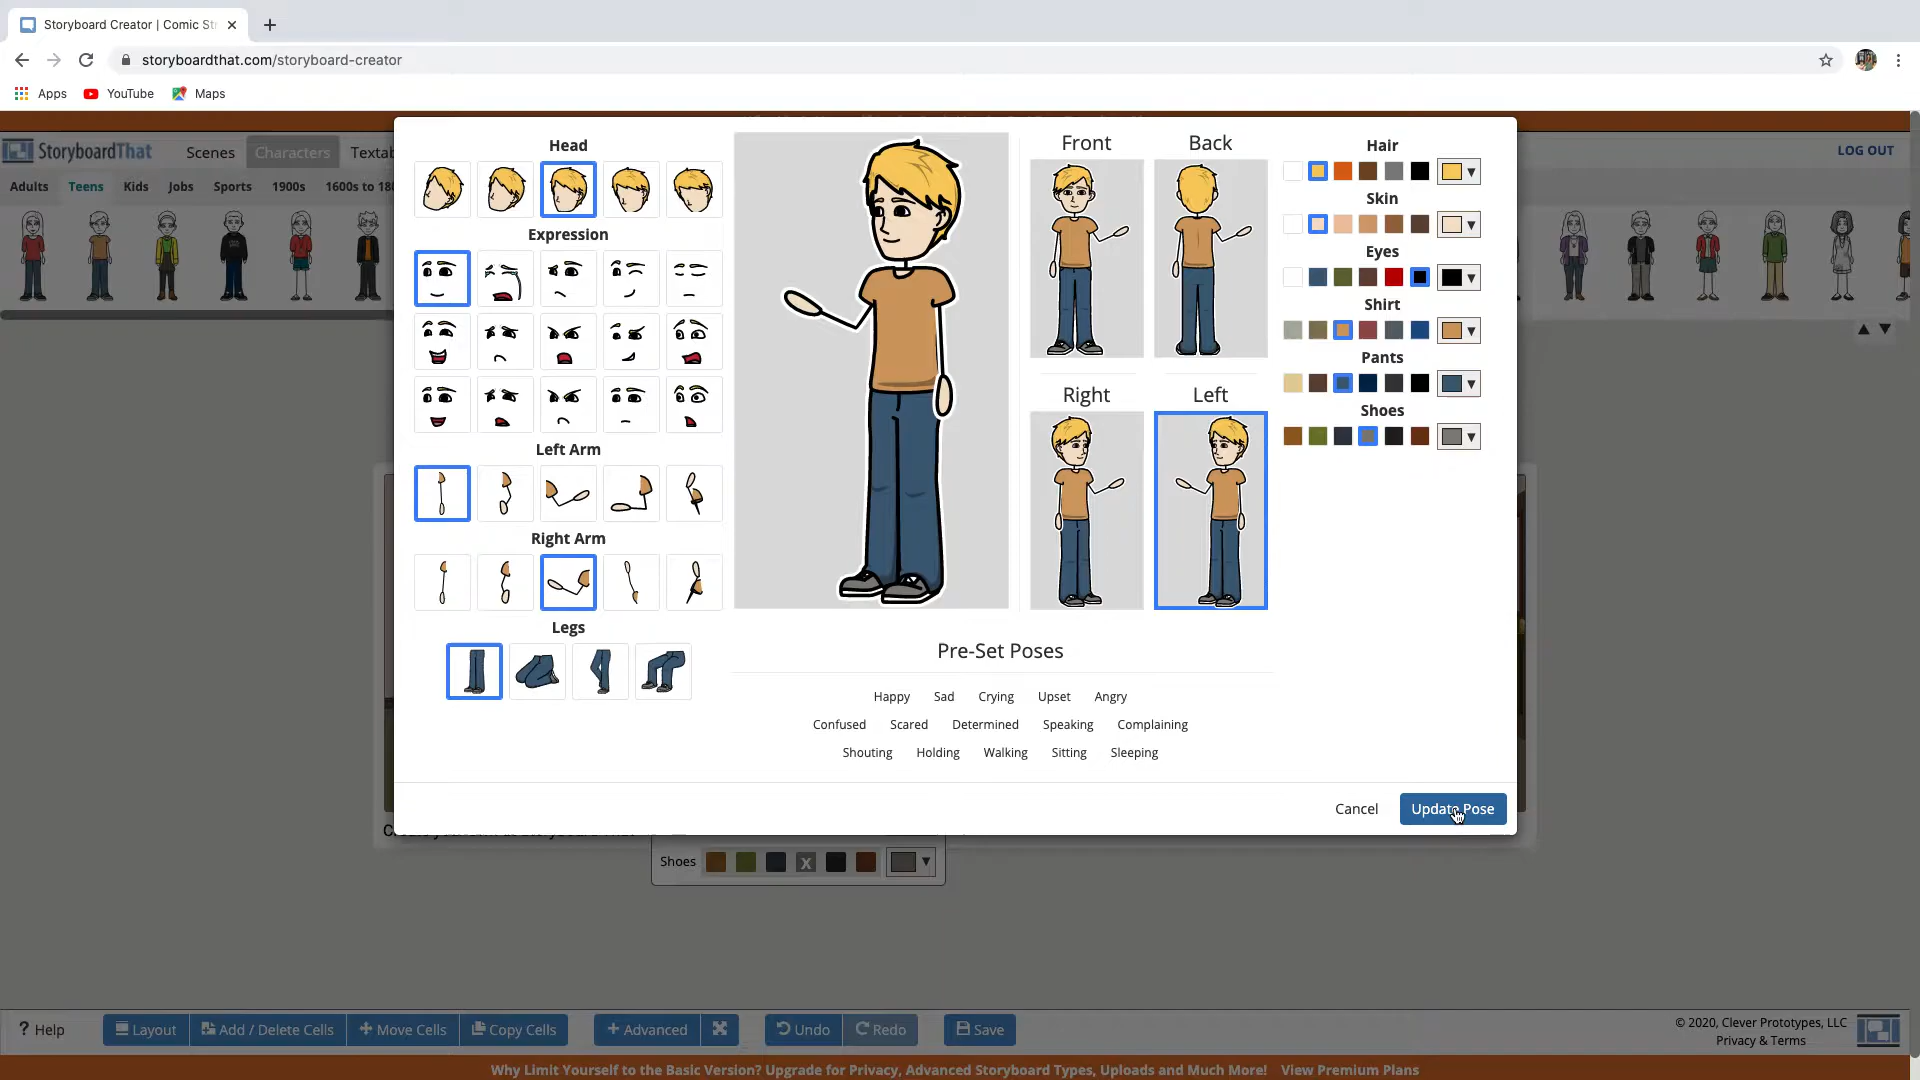 Storyboard Creator | Comic St
storyboardthat.com/storyboard-creator
Apps YouTube Maps
StoryboardThat Scenes Characters Textab LOG OUT
Adults Teens Kids Jobs Sports 1900s 1600s to 180
Head
Expression
Left Arm
Right Arm
Legs
Front Back
Right Left
Pre-Set Poses
Happy Sad Crying Upset Angry
Confused Scared Determined Speaking Complaining
Shouting Holding Walking Sitting Sleeping
Hair
Skin
Eyes
Shirt
Pants
Shoes
Cancel Update Pose
Shoes X
? Help Layout Add / Delete Cells Move Cells Copy Cells + Advanced Undo Redo Save
© 2020, Clever Prototypes, LLC
Privacy & Terms
Why Limit Yourself to the Basic Version? Upgrade for Privacy, Advanced Storyboard Types, Uploads and Much More! View Premium Plans